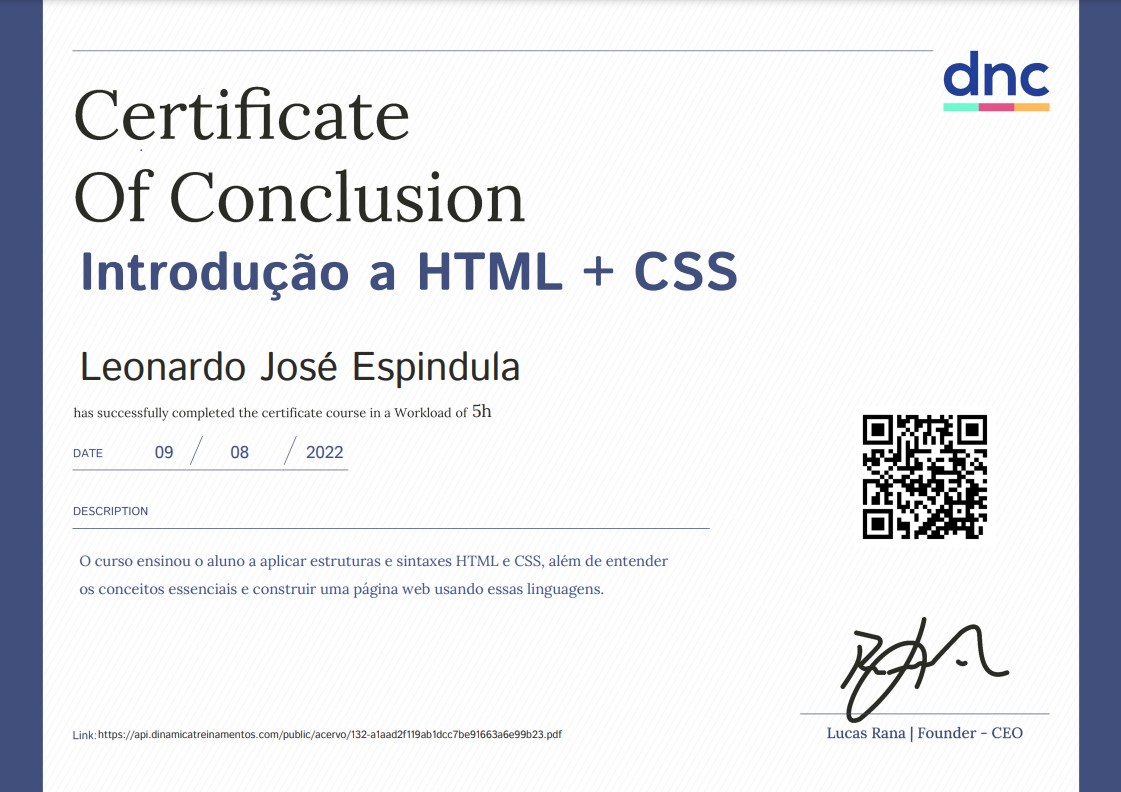 dnc
Certificate
Of Conclusion
Introdução a HTML + CSS
Leonardo José Espindula
has successfully completed the certificate course in a Workload of 5h
DATE 09 / 08 / 2022
DESCRIPTION
O curso ensinou o aluno a aplicar estruturas e sintaxes HTML e CSS, além de entender
os conceitos essenciais e construir uma página web usando essas linguagens.
Lucas Rana | Founder - CEO
Link: https://api.dinamicatreinamentos.com/public/acervo/132-a1aad2f119ab1dcc7be91663a6e99b23.pdf